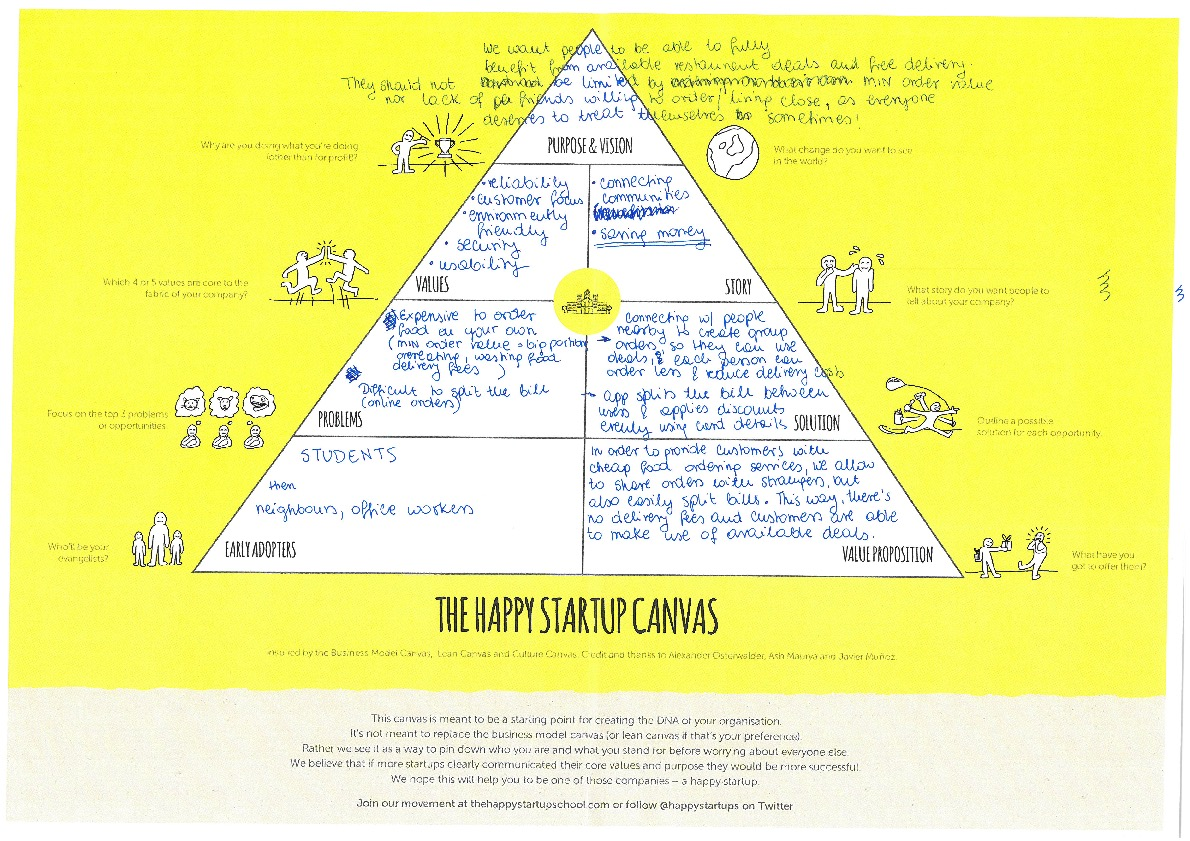 We want people to be able to fully
benefit from available restaurant deals and free delivery.
They should not be limited by min order value
nor lack of friends willing to order/living close, as everyone
deserves to treat themselves sometimes!
PURPOSE & VISION
Why are you doing what you're doing
(other than for profit)?
What change do you want to see
in the world?
• reliability
• customer focus
• environmently
friendly
• security
• usability
VALUES
• connecting
communities
• saving money
STORY
Which 4 or 5 values are core to the
fabric of your company?
What story do you want people to
tell about your company?
Expensive to order
food on your own
(min order value → big portion
overeating, wasting food
delivery fees )
Difficult to split the bill
(online orders)
PROBLEMS
connecting w/ people
→ nearby to create group
orders, so they can use
deals, & each person can
order less & reduce delivery costs
→ app splits the bill between
users & applies discounts
evenly using card details
SOLUTION
Focus on the top 3 problems
or opportunities
Outline a possible
solution for each opportunity.
STUDENTS
then
neighbours, office workers
EARLY ADOPTERS
In order to provide customers with
cheap food ordering services, we allow
to share orders with strangers, but
also easily split bills. This way, there's
no delivery fees and customers are able
to make use of available deals.
VALUE PROPOSITION
Who'll be your
evangelists?
What have you
got to offer them?
THE HAPPY STARTUP CANVAS
Inspired by the Business Model Canvas, Lean Canvas and Culture Canvas. Credit and thanks to Alexander Osterwalder, Ash Maurya and Javier Muñoz.
This canvas is meant to be a starting point for creating the DNA of your organisation.
It's not meant to replace the business model canvas (or lean canvas if that's your preference).
Rather we see it as a way to pin down who you are and what you stand for before worrying about everyone else.
We believe that if more startups clearly communicated their core values and purpose they would be more successful.
We hope this will help you to be one of those companies – a happy startup.
Join our movement at thehappystartupschool.com or follow @happystartups on Twitter